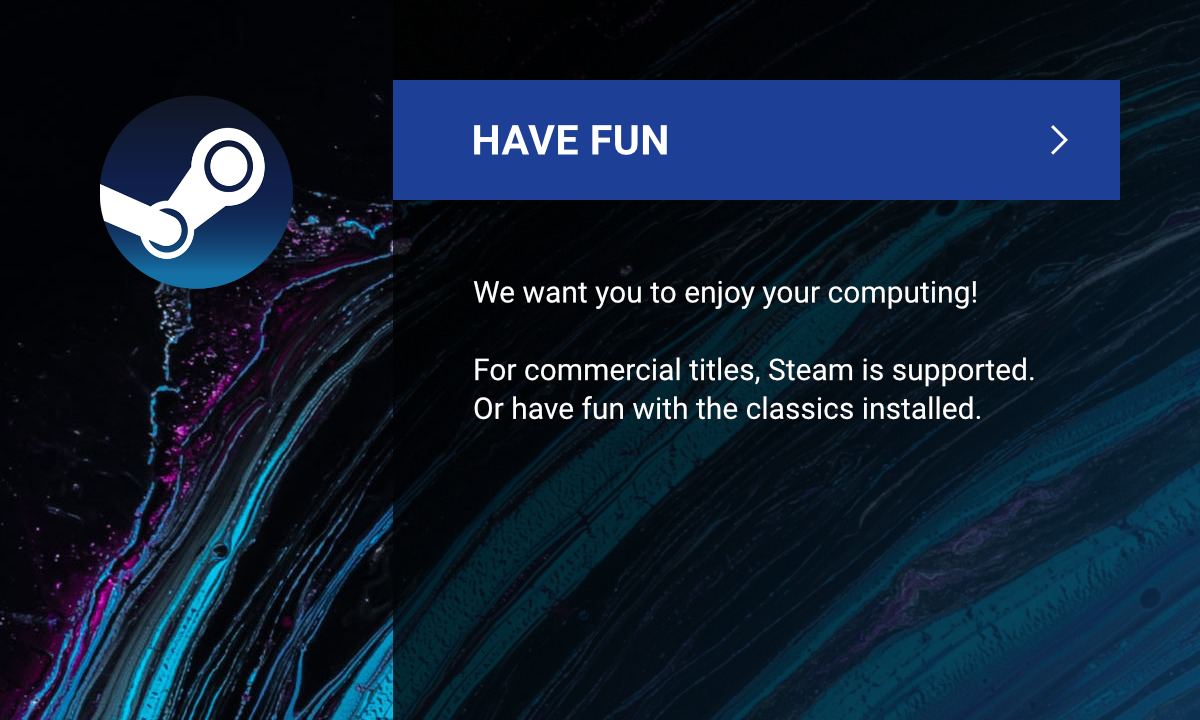 HAVE FUN
We want you to enjoy your computing!
For commercial titles, Steam is supported.
Or have fun with the classics installed.